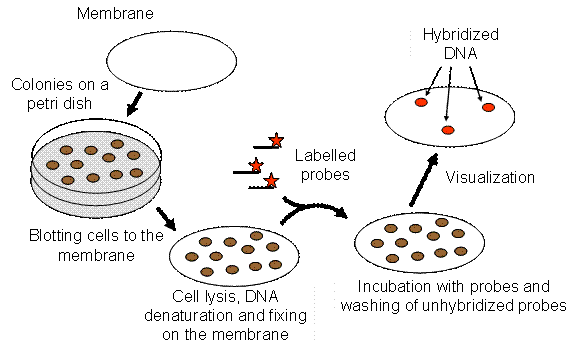 Membrane
Colonies on a
petri dish
Blotting cells to the
membrane
Cell lysis, DNA
denaturation and fixing
on the membrane
Labelled
probes
Incubation with probes and
washing of unhybridized probes
Visualization
Hybridized
DNA